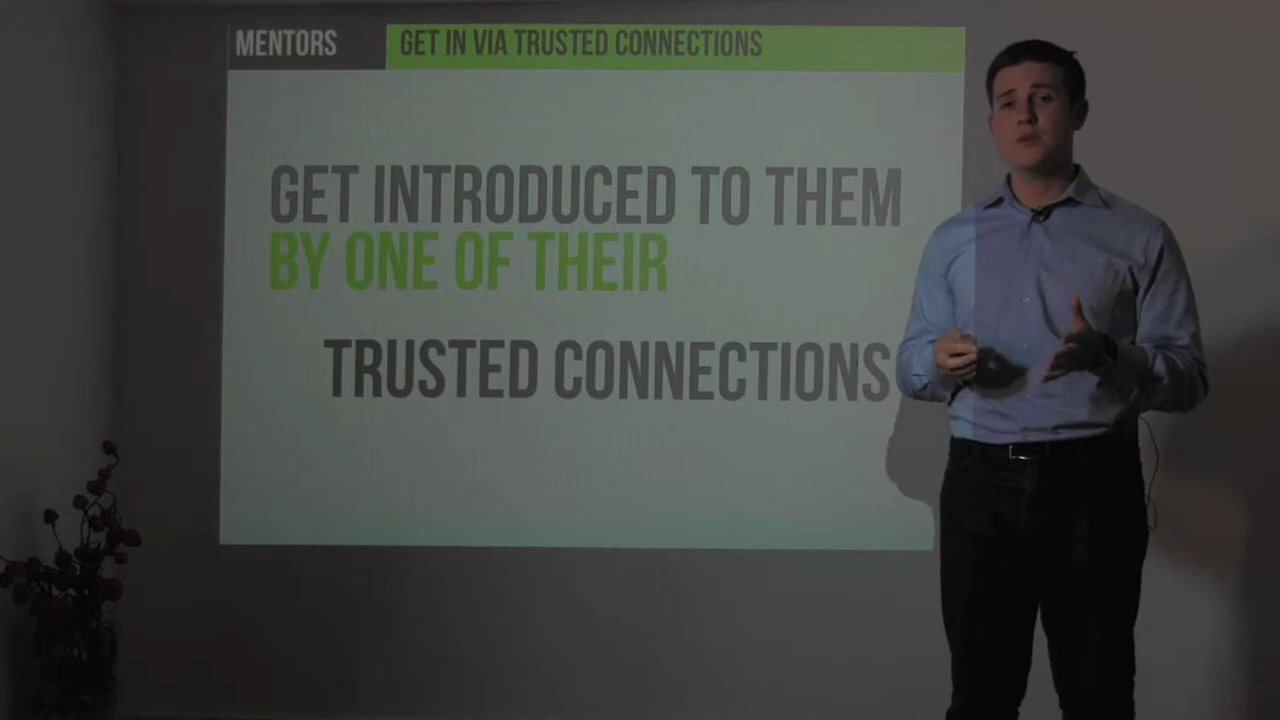 MENTORS
GET IN VIA TRUSTED CONNECTIONS
GET INTRODUCED TO THEM
BY ONE OF THEIR
TRUSTED CONNECTIONS